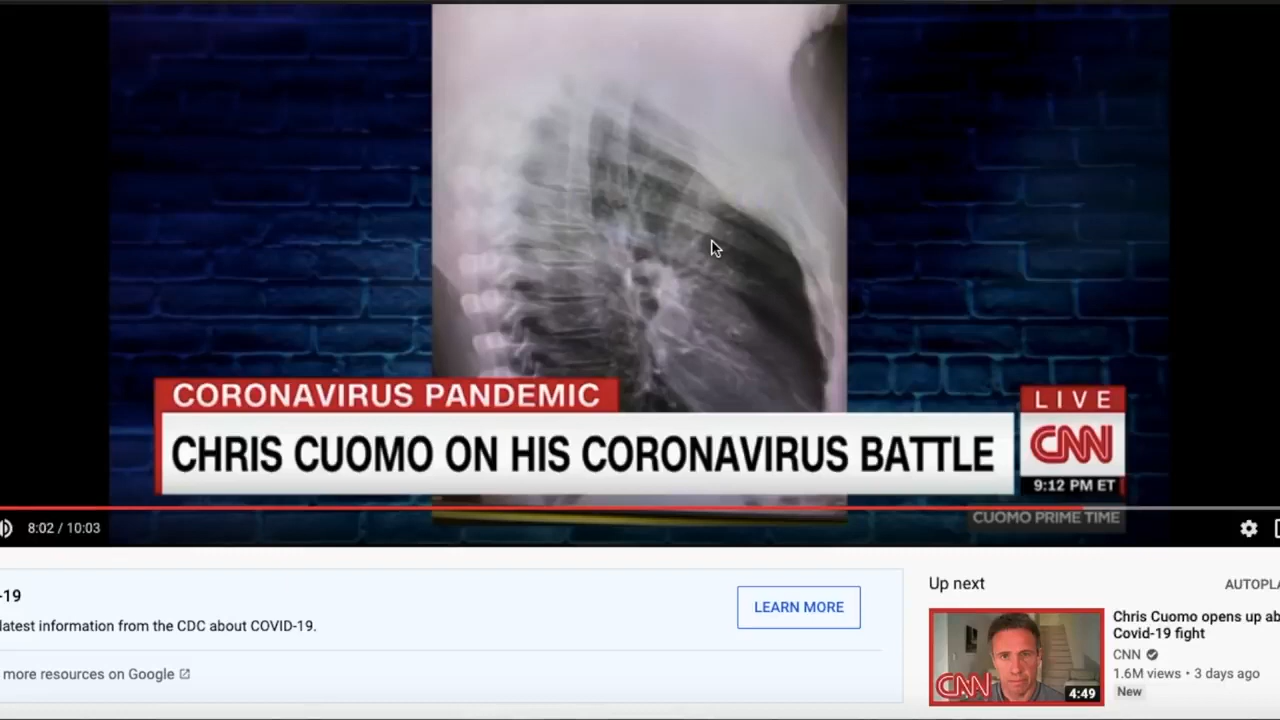 CORONAVIRUS PANDEMIC
CHRIS CUOMO ON HIS CORONAVIRUS BATTLE
LIVE
CNN
9:12 PM ET
CUOMO PRIME TIME
8:02 / 10:03
-19
latest information from the CDC about COVID-19.
LEARN MORE
more resources on Google
Up next
AUTOPLA
Chris Cuomo opens up ab
Covid-19 fight
CNN
1.6M views • 3 days ago
New
CNN
4:49